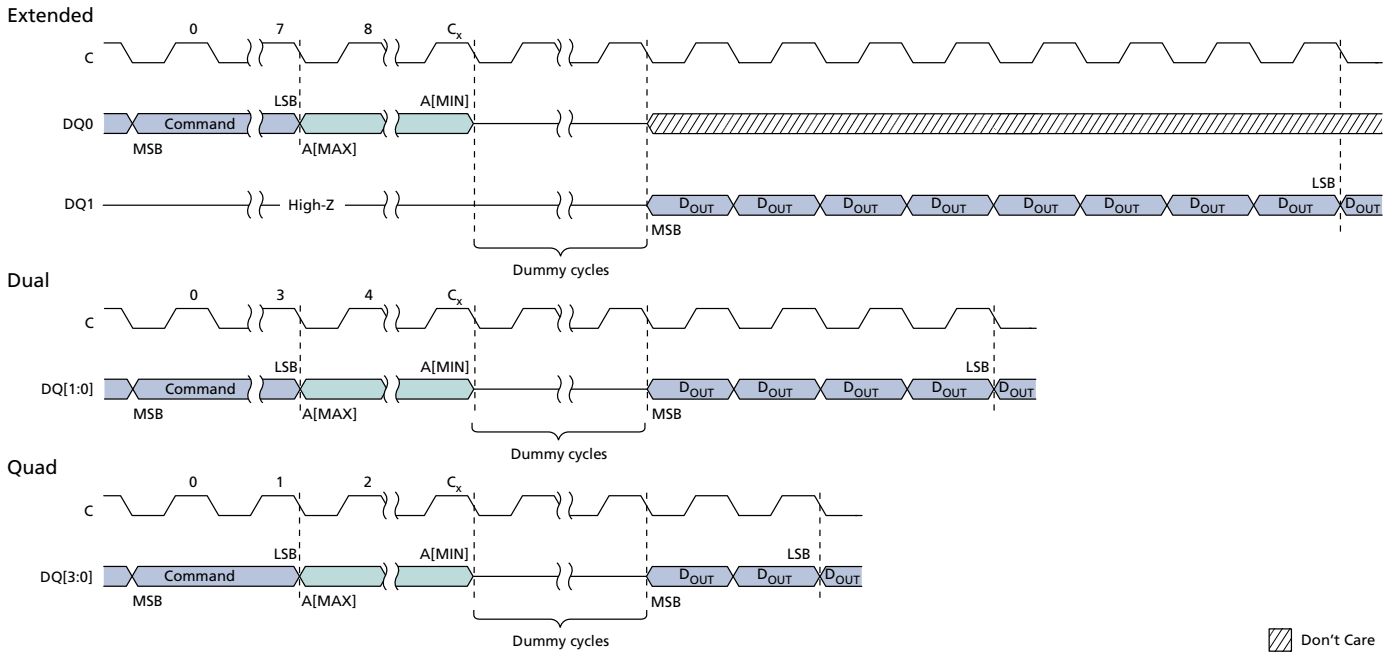 Extended
0 7 8 Cx
C
LSB A[MIN]
DQ0 Command
MSB A[MAX]
LSB
DQ1 High-Z DOUT DOUT DOUT DOUT DOUT DOUT DOUT DOUT DOUT
MSB
Dummy cycles
Dual
0 3 4 Cx
C
LSB A[MIN] LSB
DQ[1:0] Command DOUT DOUT DOUT DOUT DOUT
MSB A[MAX] MSB
Dummy cycles
Quad
0 1 2 Cx
C
LSB A[MIN] LSB
DQ[3:0] Command DOUT DOUT DOUT
MSB A[MAX] MSB
Dummy cycles
Don't Care